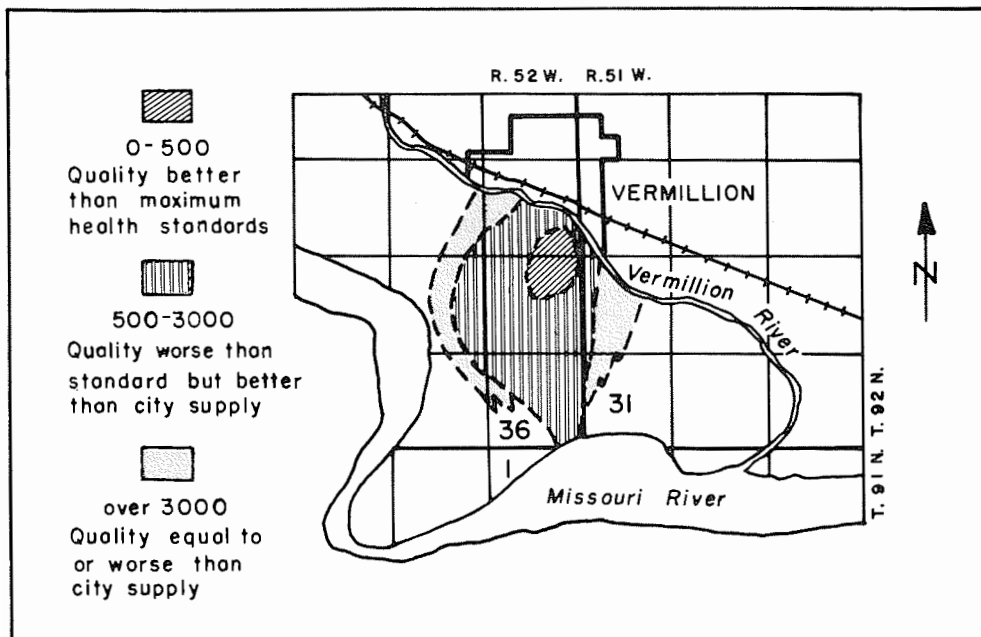 R. 52 W. R. 51 W.
0-500
Quality better
than maximum
health standards
500-3000
Quality worse than
standard but better
than city supply
over 3000
Quality equal to
or worse than
city supply
VERMILLION
Vermillion
River
N
31
36
1
Missouri River
T. 91 N. T. 92 N.